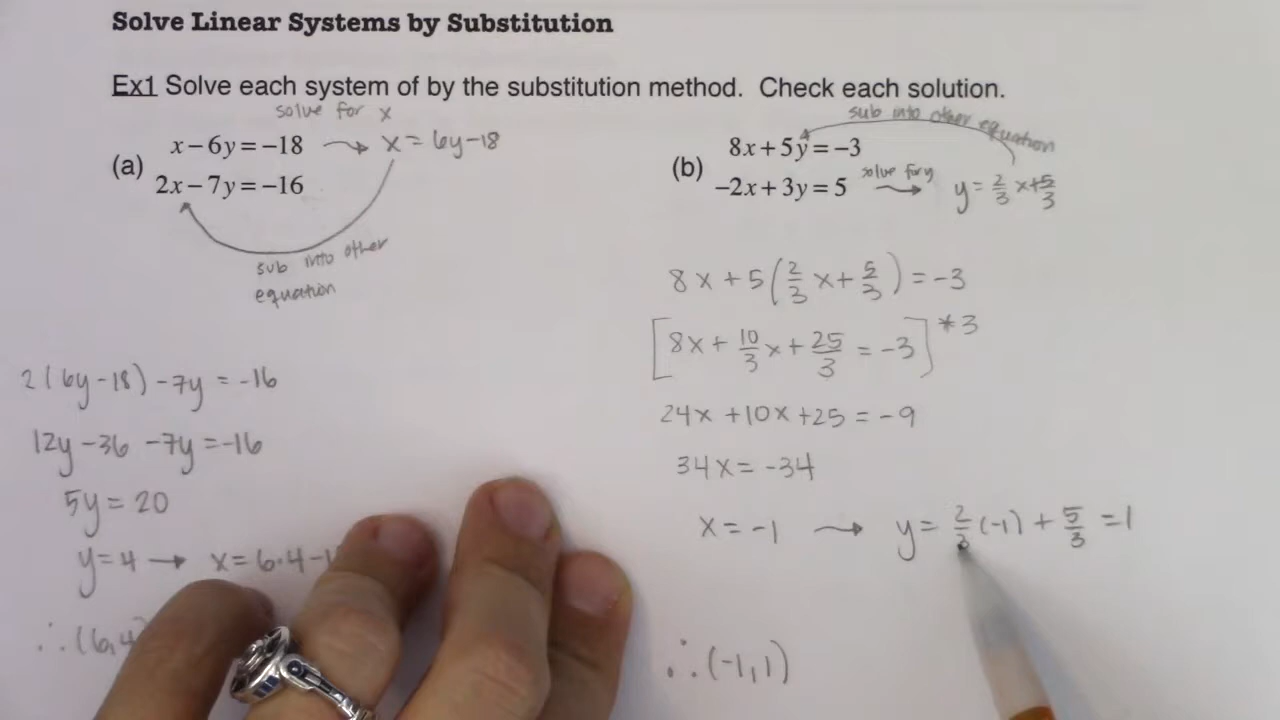 Solve Linear Systems by Substitution
Ex1 Solve each system of by the substitution method. Check each solution.
solve for x
(a) x − 6y = −18 → x = 6y − 18
2x − 7y = −16
sub into other
equation
2(6y − 18) − 7y = −16
12y − 36 − 7y = −16
5y = 20
y = 4 → x = 6·4 − 1
∴ (6,4
sub into other equation
(b) 8x + 5y = −3
−2x + 3y = 5 solve for y → y = 2/3 x + 5/3
8x + 5(2/3 x + 5/3) = −3
[8x + 10/3 x + 25/3 = −3] *3
24x + 10x + 25 = −9
34x = −34
x = −1 → y = 2/3 (−1) + 5/3 = 1
∴ (−1,1)